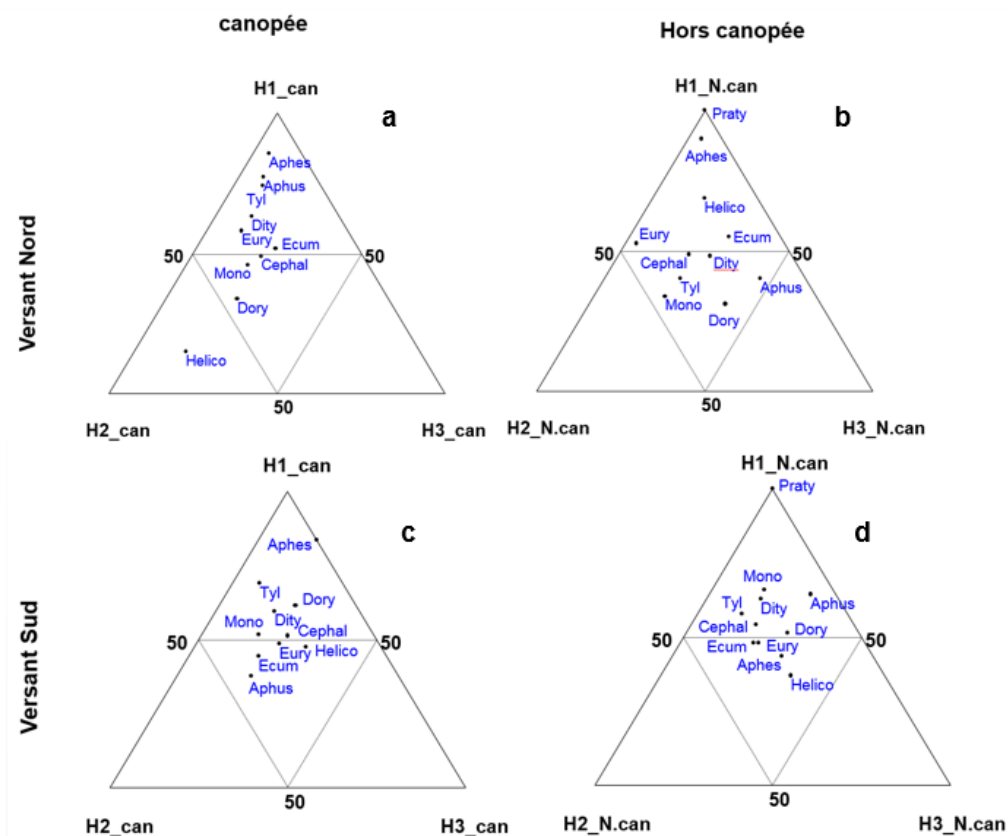 canopée
Hors canopée
Versant Nord
H1_can
a
Aphes
Aphus
Tyl
Dity
Eury
Ecum
50
50
Cephal
Mono
Dory
Helico
50
H2_can
H3_can
H1_N.can
b
Praty
Aphes
Helico
Eury
Ecum
50
50
Cephal
Dity
Tyl
Aphus
Mono
Dory
50
H2_N.can
H3_N.can
Versant Sud
H1_can
c
Aphes
Tyl
Dory
Dity
Mono
Cephal
50
50
Eury
Helico
Ecum
Aphus
50
H2_can
H3_can
H1_N.can
d
Praty
Mono
Tyl
Dity
Aphus
Cephal
Dory
50
50
Ecum
Eury
Aphes
Helico
50
H2_N.can
H3_N.can